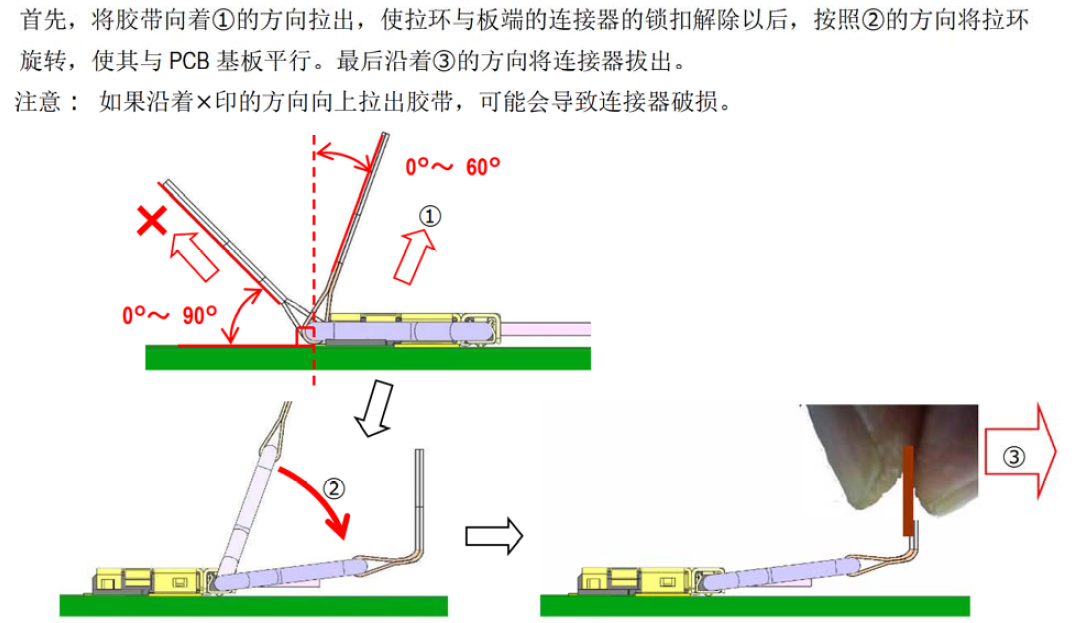 首先，将胶带向着①的方向拉出，使拉环与板端的连接器的锁扣解除以后，按照②的方向将拉环
旋转，使其与 PCB 基板平行。最后沿着③的方向将连接器拔出。
注意： 如果沿着×印的方向向上拉出胶带，可能会导致连接器破损。
0°～ 60°
①
0°～ 90°
②
③